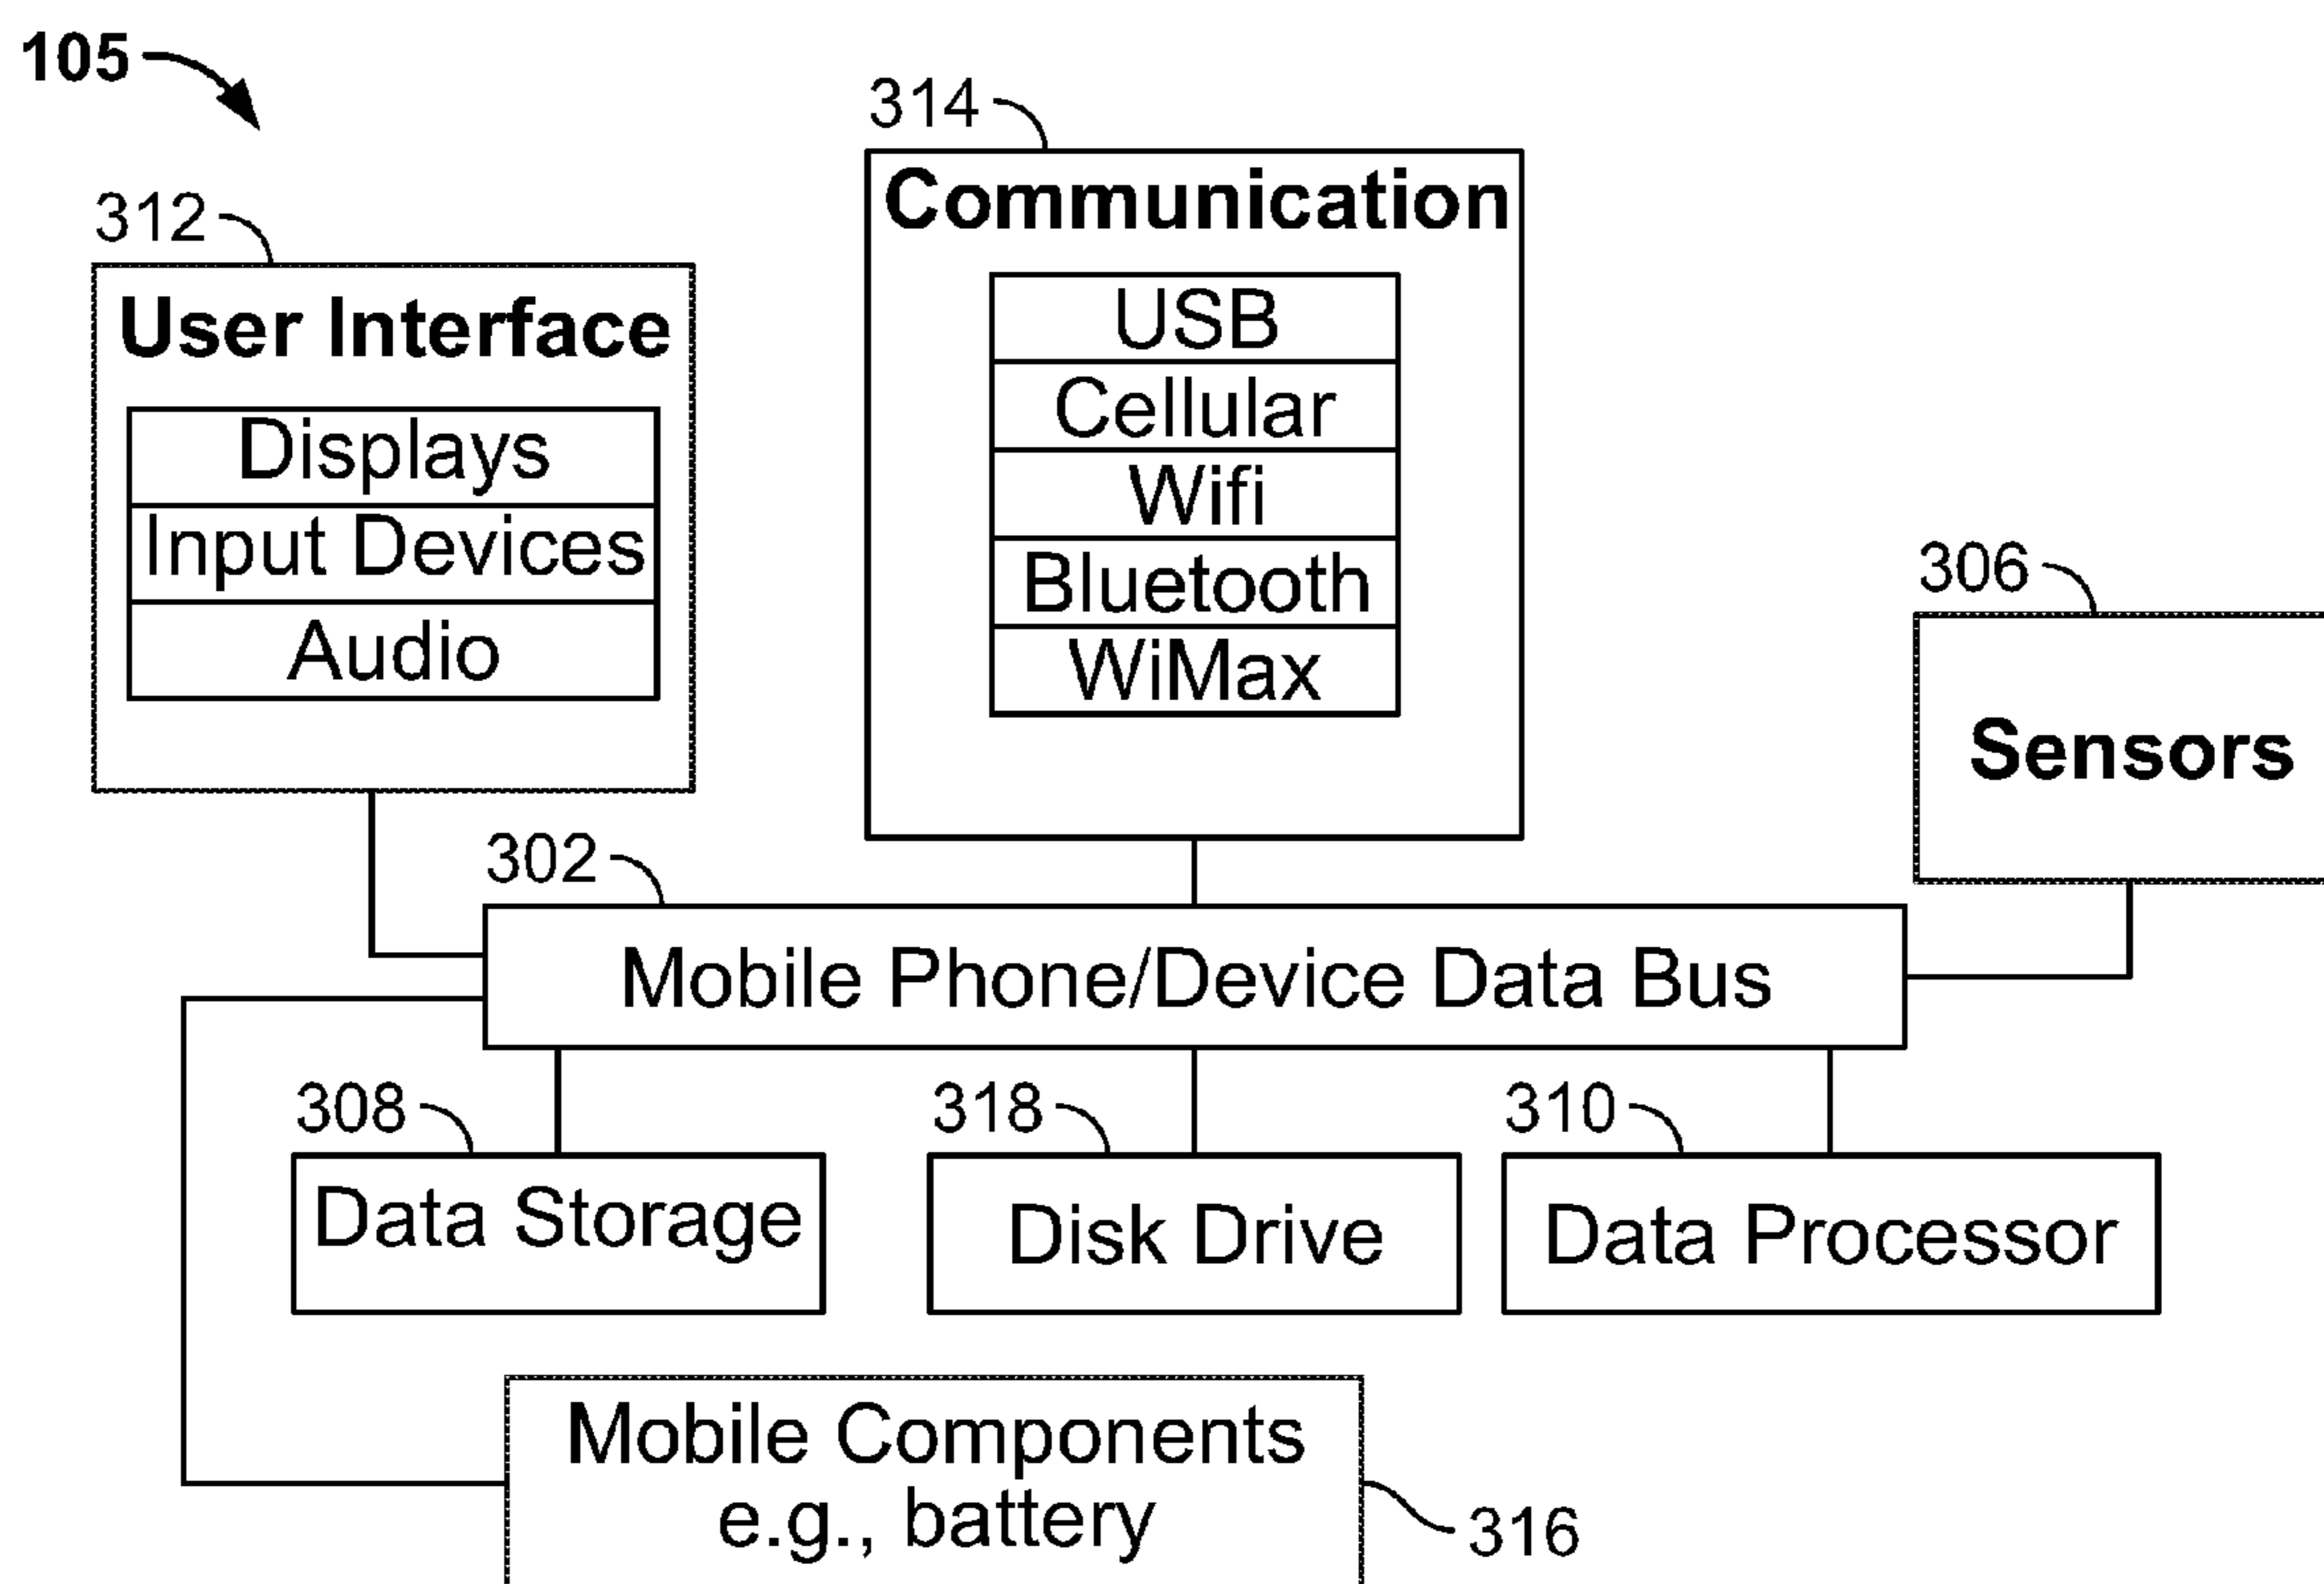 105
314
Communication
USB
Cellular
Wifi
Bluetooth
WiMax
312
User Interface
Displays
Input Devices
Audio
306
Sensors
302
Mobile Phone/Device Data Bus
308
Data Storage
318
Disk Drive
310
Data Processor
Mobile Components
e.g., battery
316